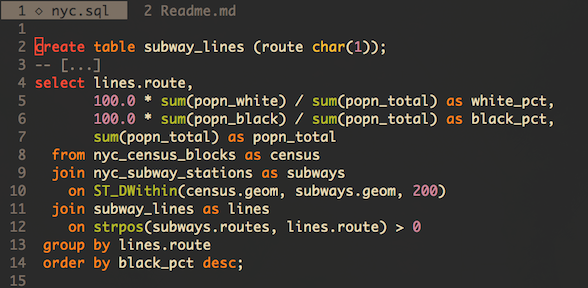 1 ◇ nyc.sql 2 Readme.md
1
2 create table subway_lines (route char(1));
3 -- [...]
4 select lines.route,
5 100.0 * sum(popn_white) / sum(popn_total) as white_pct,
6 100.0 * sum(popn_black) / sum(popn_total) as black_pct,
7 sum(popn_total) as popn_total
8 from nyc_census_blocks as census
9 join nyc_subway_stations as subways
10 on ST_DWithin(census.geom, subways.geom, 200)
11 join subway_lines as lines
12 on strpos(subways.routes, lines.route) > 0
13 group by lines.route
14 order by black_pct desc;
15